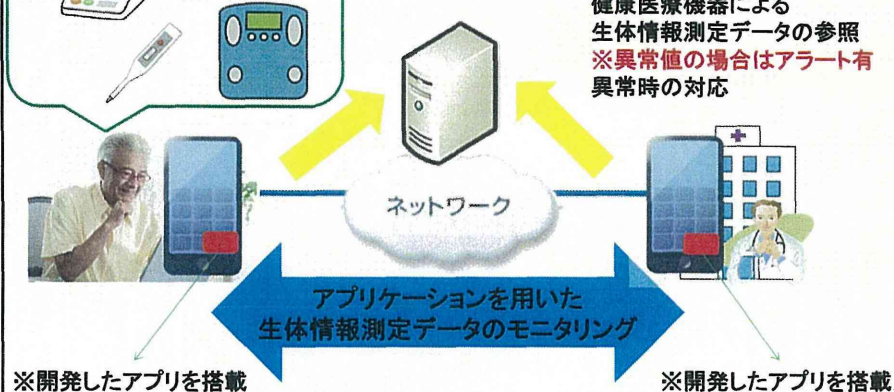 健康医療機器による
生体情報測定データの参照
※異常値の場合はアラート有
異常時の対応
ネットワーク
アプリケーションを用いた
生体情報測定データのモニタリング
※開発したアプリを搭載
※開発したアプリを搭載